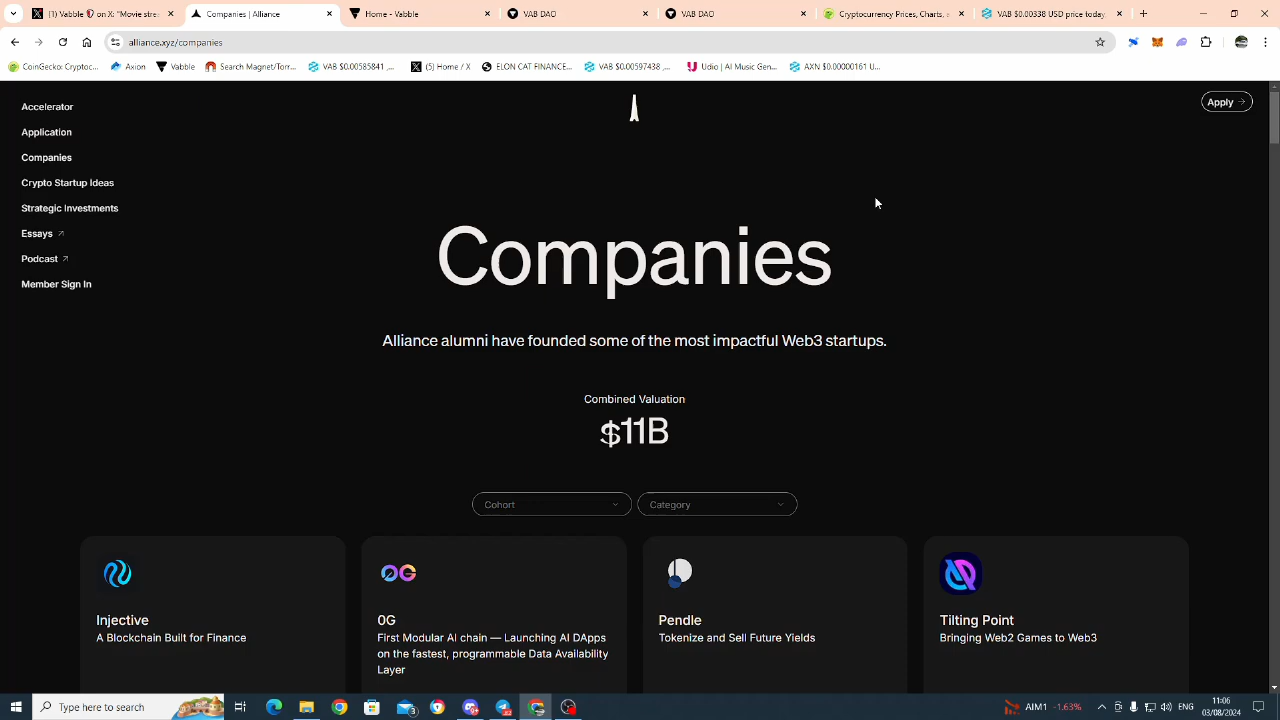 (1) Vabble on X: "Movie stre
Companies | Alliance
Home - Vabble
VAB DAO
VAB DAO
Cryptocurrency Prices, Charts, a
VAB $0.00338 USD price today,
alliance.xyz/companies
CoinGecko: Cryptoc...
Axion
Vabble
Search Magnet/Torr...
VAB $0.00585841 ,...
(5) Home / X
ELON CAT FINANCE...
VAB $0.00597438 ,...
Udio | AI Music Gen...
AXN $0.00000161 U...
Accelerator
Application
Companies
Crypto Startup Ideas
Strategic Investments
Essays
Podcast
Member Sign In
Apply
Companies
Alliance alumni have founded some of the most impactful Web3 startups.
Combined Valuation
$11B
Cohort
Category
Injective
A Blockchain Built for Finance
0G
First Modular AI chain — Launching AI DApps
on the fastest, programmable Data Availability
Layer
Pendle
Tokenize and Sell Future Yields
Tilting Point
Bringing Web2 Games to Web3
Type here to search
AIM1 -1.63%
ENG
11:06
03/08/2024